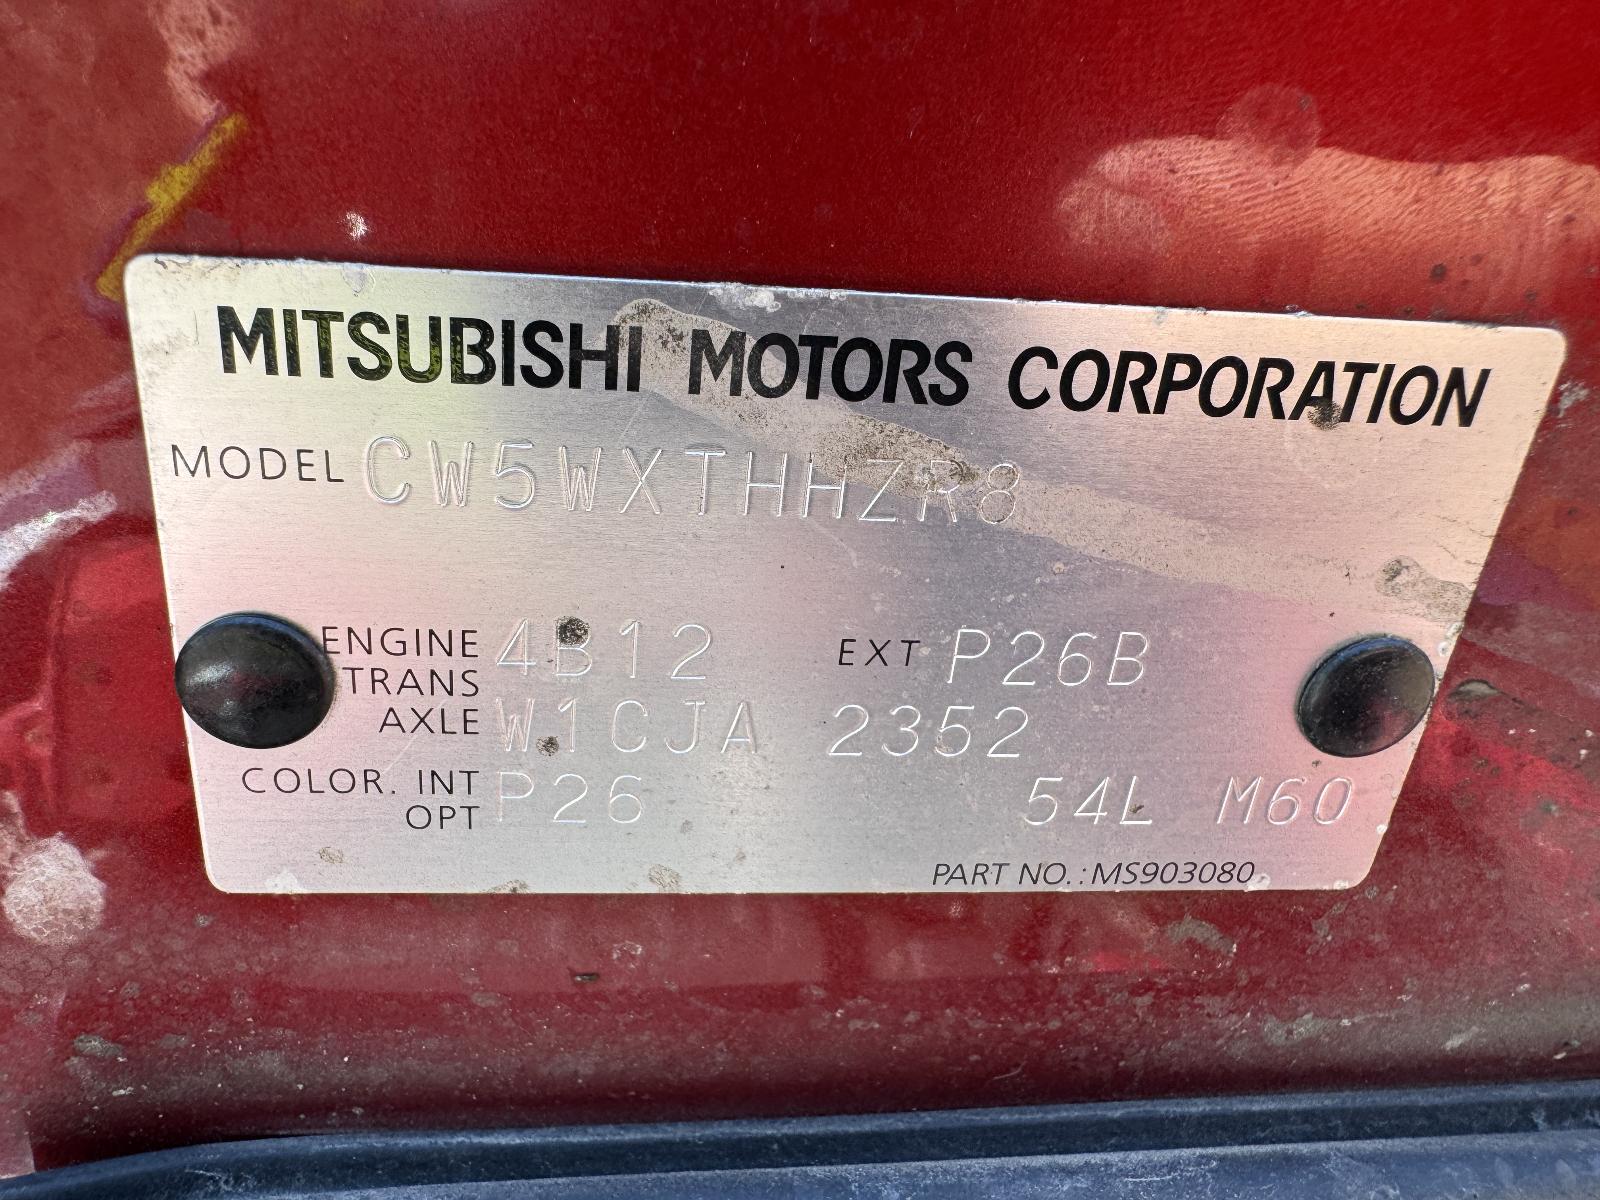 MITSUBISHI MOTORS CORPORATION
MODEL CW5WXTHHZR8
ENGINE 4B12 EXT P26B
TRANS
AXLE W1CJA 2352
COLOR. INT
OPT P26 54L M60
PART NO.: MS903080